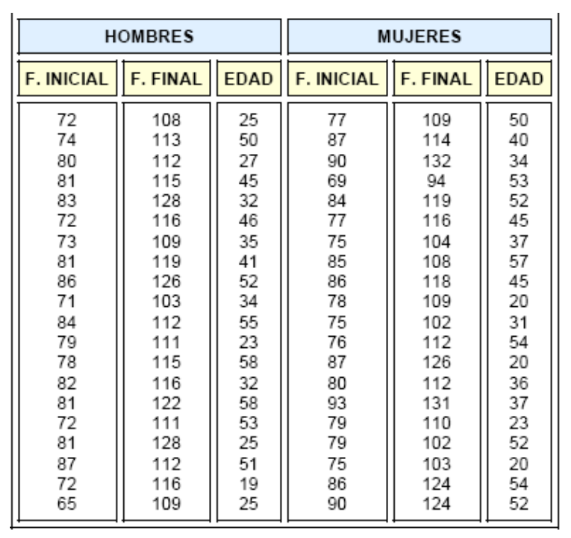 HOMBRES MUJERES
F. INICIAL F. FINAL EDAD F. INICIAL F. FINAL EDAD
72 108 25 77 109 50
74 113 50 87 114 40
80 112 27 90 132 34
81 115 45 69 94 53
83 128 32 84 119 52
72 116 46 77 116 45
73 109 35 75 104 37
81 119 41 85 108 57
86 126 52 86 118 45
71 103 34 78 109 20
84 112 55 75 102 31
79 111 23 76 112 54
78 115 58 87 126 20
82 116 32 80 112 36
81 122 58 93 131 37
72 111 53 79 110 23
81 128 25 79 102 52
87 112 51 75 103 20
72 116 19 86 124 54
65 109 25 90 124 52